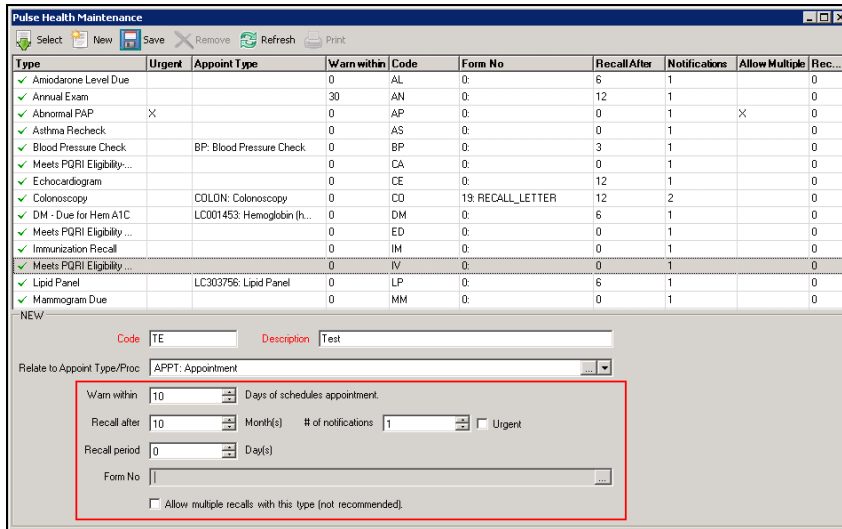 Pulse Health Maintenance
Select New Save Remove Refresh Print
Type Urgent Appoint Type Warn within Code Form No Recall After Notifications Allow Multiple Rec...
Amiodarone Level Due 0 AL 0: 6 1 0
Annual Exam 30 AN 0: 12 1 0
Abnormal PAP X 0 AP 0: 0 1 X 0
Asthma Recheck 0 AS 0: 0 1 0
Blood Pressure Check BP: Blood Pressure Check 0 BP 0: 3 1 0
Meets PQRI Eligibility-... 0 CA 0: 0 1 0
Echocardiogram 0 CE 0: 12 1 0
Colonoscopy COLON: Colonoscopy 0 CO 19: RECALL_LETTER 12 2 0
DM - Due for Hem A1C LC001453: Hemoglobin (h... 0 DM 0: 6 1 0
Meets PQRI Eligibility ... 0 ED 0: 0 1 0
Immunization Recall 0 IM 0: 0 1 0
Meets PQRI Eligibility ... 0 IV 0: 0 1 0
Lipid Panel LC303756: Lipid Panel 0 LP 0: 6 1 0
Mammogram Due 0 MM 0: 0 1 0
NEW
Code TE Description Test
Relate to Appoint Type/Proc APPT: Appointment ...
Warn within 10 Days of schedules appointment.
Recall after 10 Month(s) # of notifications 1 Urgent
Recall period 0 Day(s)
Form No ...
Allow multiple recalls with this type (not recommended).